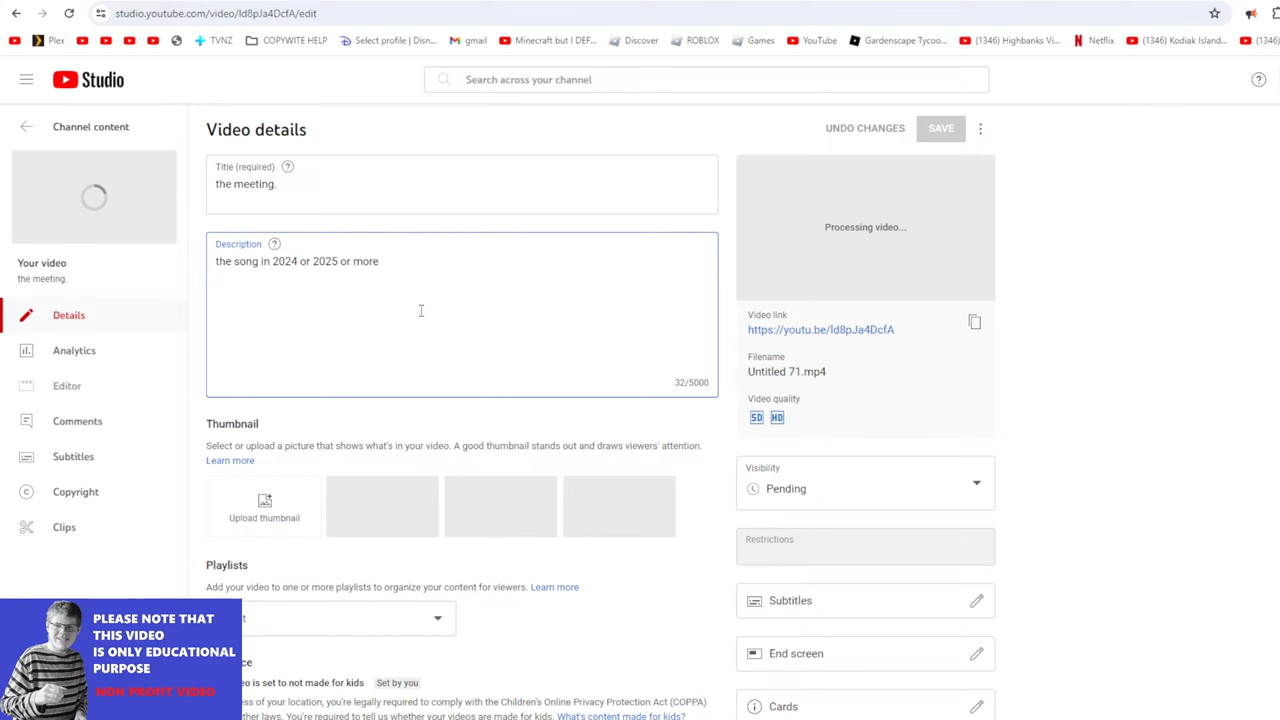 studio.youtube.com/video/ld8pJa4DcfA/edit
Plex
TVNZ
COPYWITE HELP
Select profile | Disn...
gmail
Minecraft but I DEF...
Discover
ROBLOX
Games
YouTube
Gardenscape Tycoo...
(1346) Highbanks Vi...
Netflix
(1346) Kodiak Island...
(1346)
Studio
Search across your channel
Channel content
Your video
the meeting.
Details
Analytics
Editor
Comments
Subtitles
Copyright
Clips
Video details
UNDO CHANGES
SAVE
Title (required)
the meeting.
Description
the song in 2024 or 2025 or more
32/5000
Thumbnail
Select or upload a picture that shows what's in your video. A good thumbnail stands out and draws viewers' attention.
Learn more
Upload thumbnail
Playlists
Add your video to one or more playlists to organize your content for viewers. Learn more
is set to not made for kids Set by you
of your location, you're legally required to comply with the Children's Online Privacy Protection Act (COPPA)
other laws. You're required to tell us whether your videos are made for kids. What's content made for kids?
Processing video...
Video link
https://youtu.be/ld8pJa4DcfA
Filename
Untitled 71.mp4
Video quality
SD HD
Visibility
Pending
Restrictions
Subtitles
End screen
Cards
PLEASE NOTE THAT
THIS VIDEO
IS ONLY EDUCATIONAL
PURPOSE
NON PROFIT VIDEO